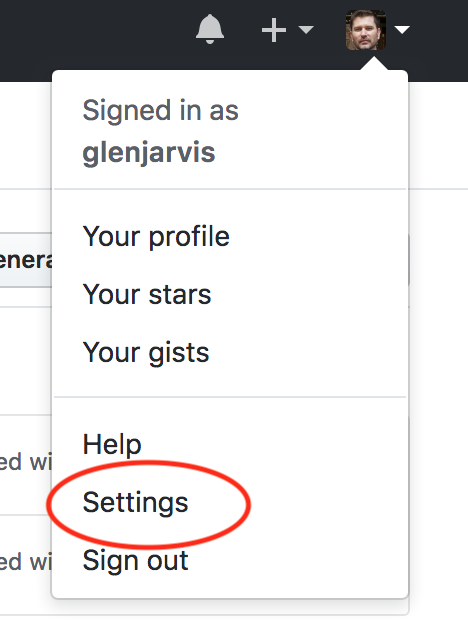 Signed in as
glenjarvis
enera
Your profile
Your stars
Your gists
Help
ed wi
Settings
ed wi
Sign out